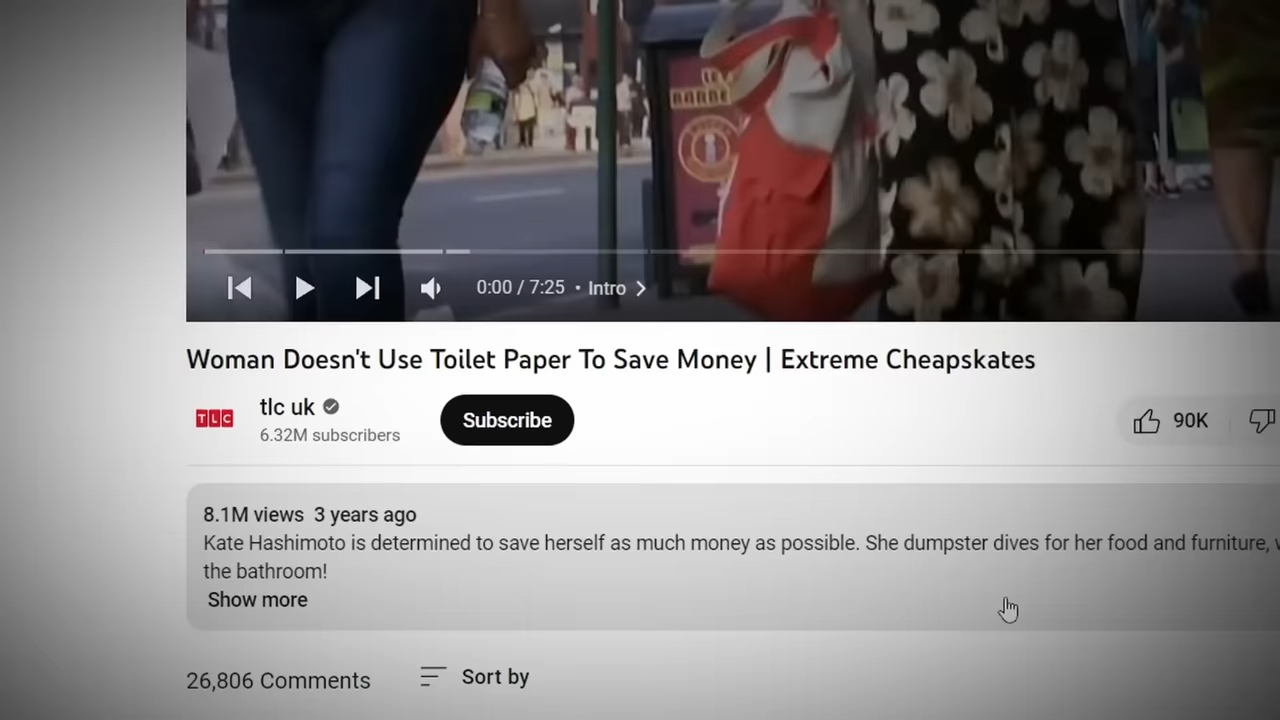 BARBE
0:00 / 7:25 • Intro
Woman Doesn't Use Toilet Paper To Save Money | Extreme Cheapskates
TLC
tlc uk
6.32M subscribers
Subscribe
90K
8.1M views 3 years ago
Kate Hashimoto is determined to save herself as much money as possible. She dumpster dives for her food and furniture,
the bathroom!
Show more
26,806 Comments
Sort by